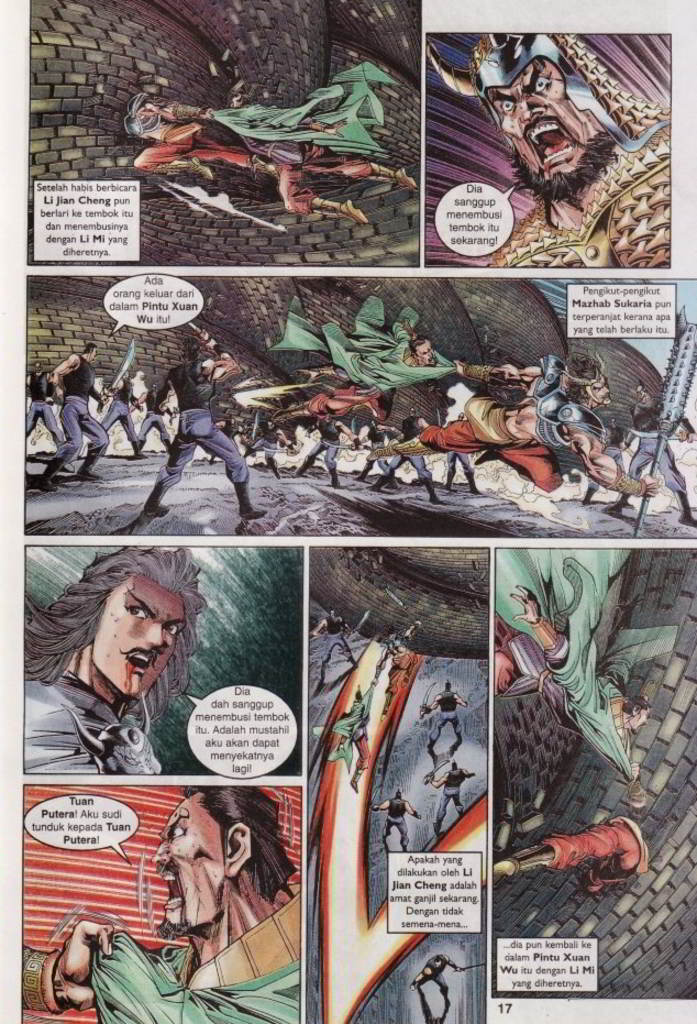 Setelah habis berbicara
Li Jian Cheng pun
berlari ke tembok itu
dan menembusinya
dengan Li Mi yang
diheretnya.
Dia
sanggup
menembusi
tembok itu
sekarang!
Ada
orang keluar dari
dalam Pintu Xuan
Wu itu!
Pengikut-pengikut
Mazhab Sukaria pun
terperanjat kerana apa
yang telah berlaku itu.
Dia
dah sanggup
menembusi tembok
itu. Adalah mustahil
aku akan dapat
menyekatnya
lagi!
Tuan
Putera! Aku sudi
tunduk kepada Tuan
Putera!
Apakah yang
dilakukan oleh Li
Jian Cheng adalah
amat ganjil sekarang.
Dengan tidak
semena-mena...
...dia pun kembali ke
dalam Pintu Xuan
Wu itu dengan Li Mi
yang diheretnya.
17